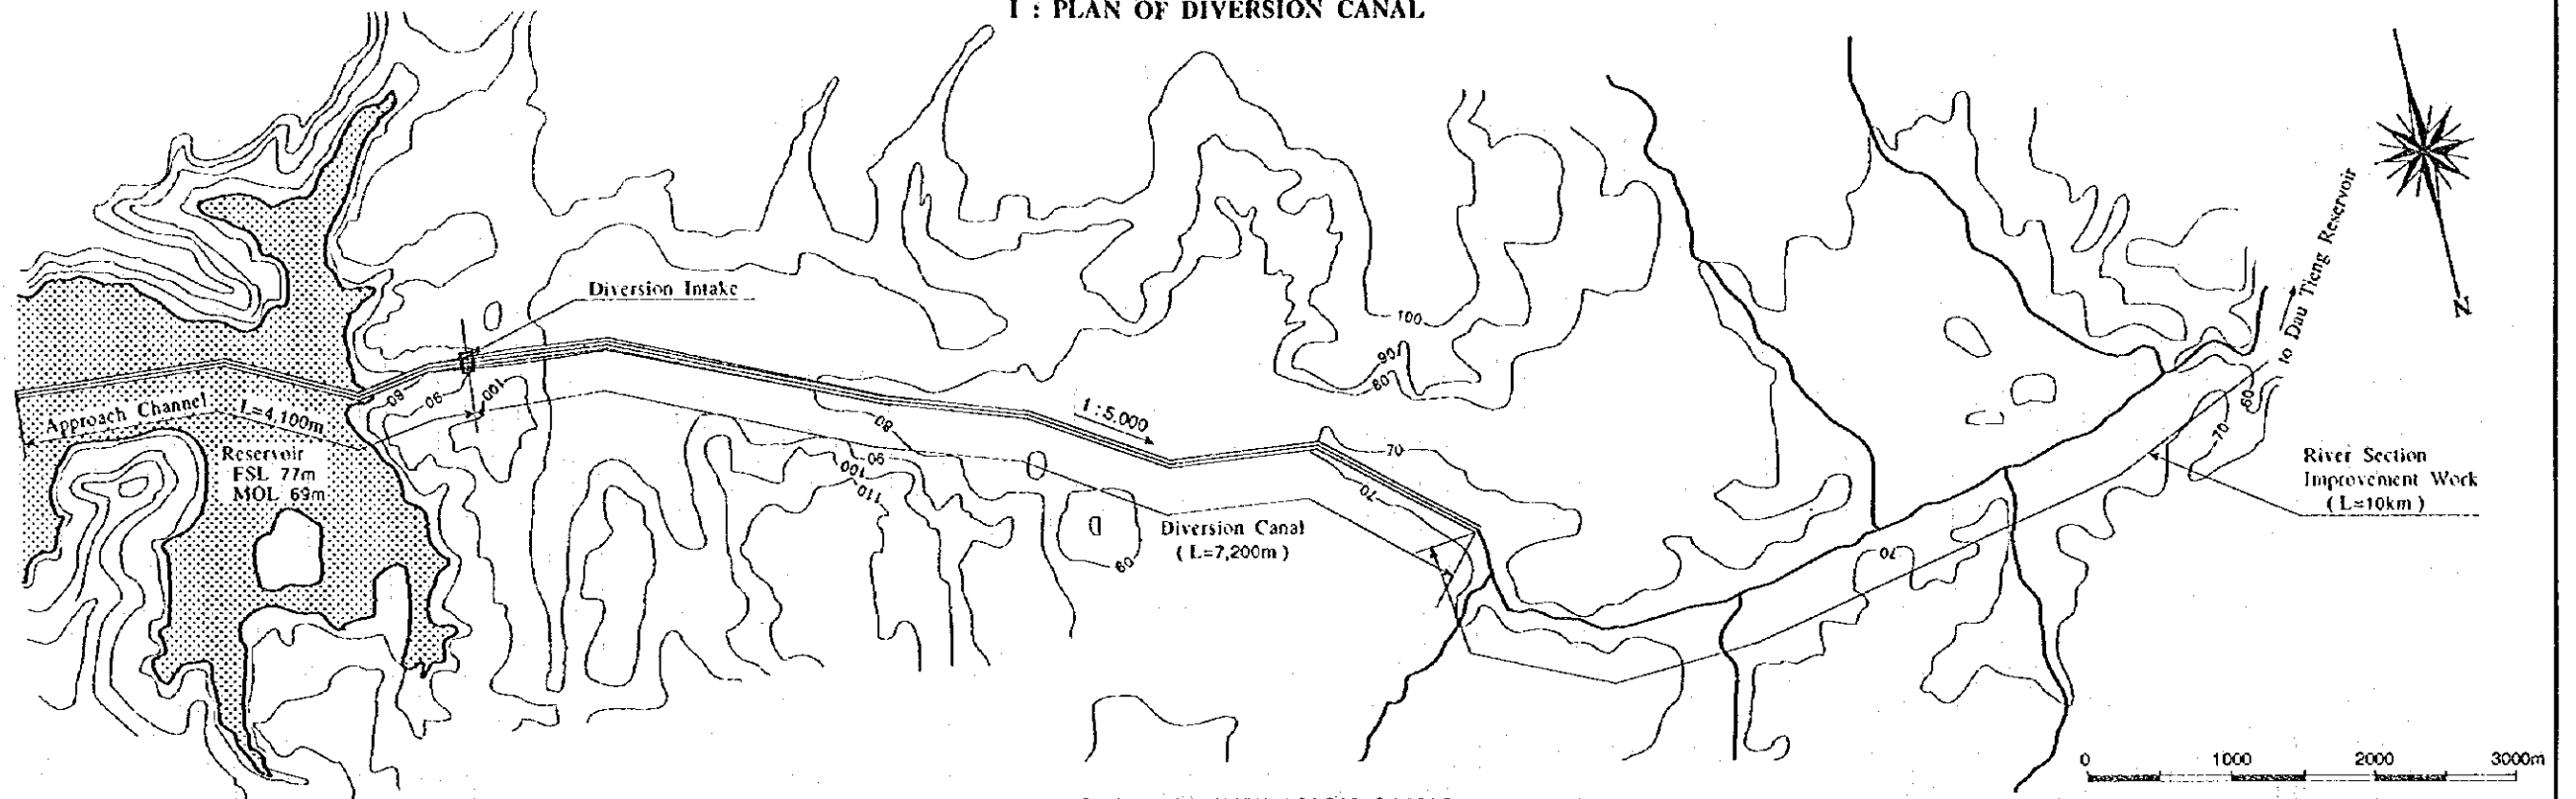 I : PLAN OF DIVERSION CANAL
Diversion Intake
to Dau Tieng Reservoir
N
100
90
80
80
90
100
1:5,000
Approach Channel
L=4,100m
80
70
60
70
Reservoir
FSL 77m
MOL 69m
90
100
110
70
River Section
Improvement Work
(L=10km)
Diversion Canal
(L=7,200m)
70
0 1000 2000 3000m